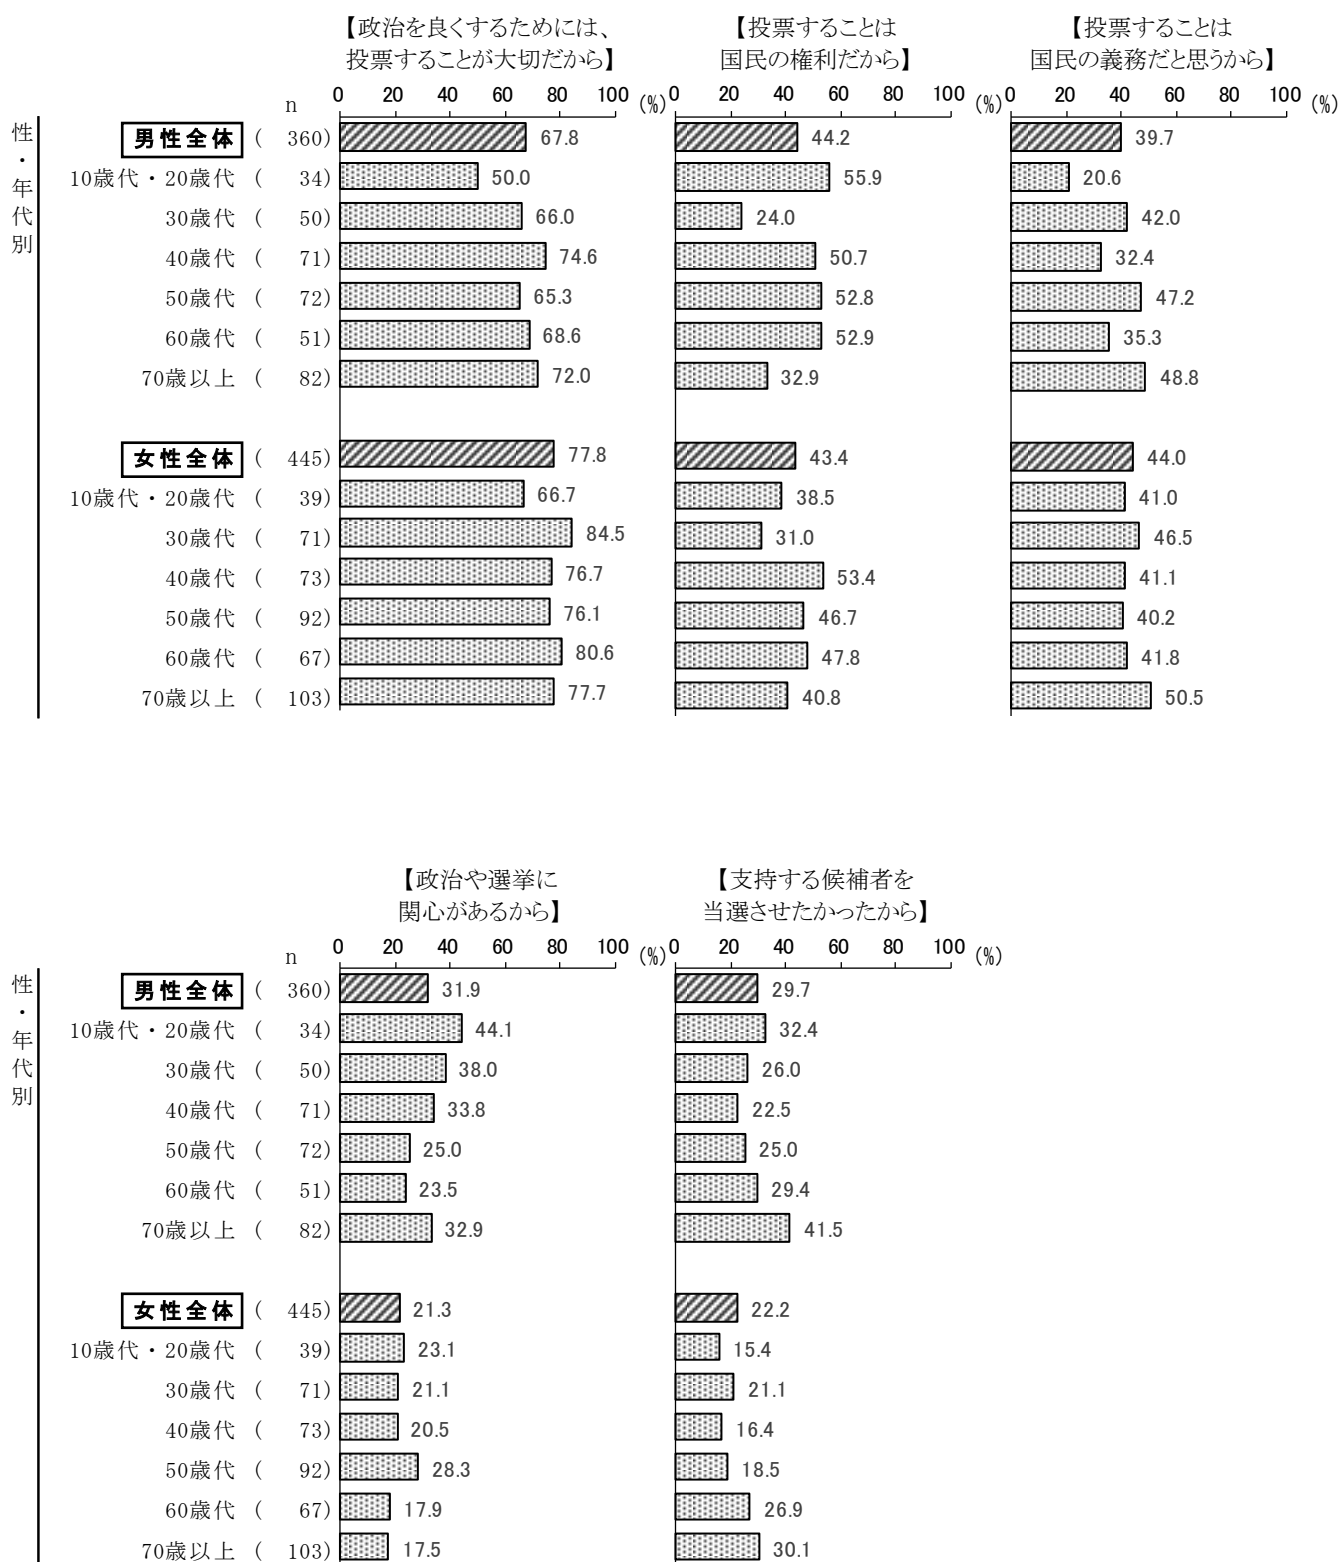 【政治を良くするためには、 【投票することは 【投票することは
投票することが大切だから】 国民の権利だから】 国民の義務だと思うから】
n 0 20 40 60 80 100 (%) 0 20 40 60 80 100 (%) 0 20 40 60 80 100 (%)
性・年代別
男性全体 ( 360) 67.8 44.2 39.7
10歳代・20歳代 ( 34) 50.0 55.9 20.6
30歳代 ( 50) 66.0 24.0 42.0
40歳代 ( 71) 74.6 50.7 32.4
50歳代 ( 72) 65.3 52.8 47.2
60歳代 ( 51) 68.6 52.9 35.3
70歳以上 ( 82) 72.0 32.9 48.8
女性全体 ( 445) 77.8 43.4 44.0
10歳代・20歳代 ( 39) 66.7 38.5 41.0
30歳代 ( 71) 84.5 31.0 46.5
40歳代 ( 73) 76.7 53.4 41.1
50歳代 ( 92) 76.1 46.7 40.2
60歳代 ( 67) 80.6 47.8 41.8
70歳以上 ( 103) 77.7 40.8 50.5
【政治や選挙に 【支持する候補者を
関心があるから】 当選させたかったから】
n 0 20 40 60 80 100 (%) 0 20 40 60 80 100 (%)
性・年代別
男性全体 ( 360) 31.9 29.7
10歳代・20歳代 ( 34) 44.1 32.4
30歳代 ( 50) 38.0 26.0
40歳代 ( 71) 33.8 22.5
50歳代 ( 72) 25.0 25.0
60歳代 ( 51) 23.5 29.4
70歳以上 ( 82) 32.9 41.5
女性全体 ( 445) 21.3 22.2
10歳代・20歳代 ( 39) 23.1 15.4
30歳代 ( 71) 21.1 21.1
40歳代 ( 73) 20.5 16.4
50歳代 ( 92) 28.3 18.5
60歳代 ( 67) 17.9 26.9
70歳以上 ( 103) 17.5 30.1